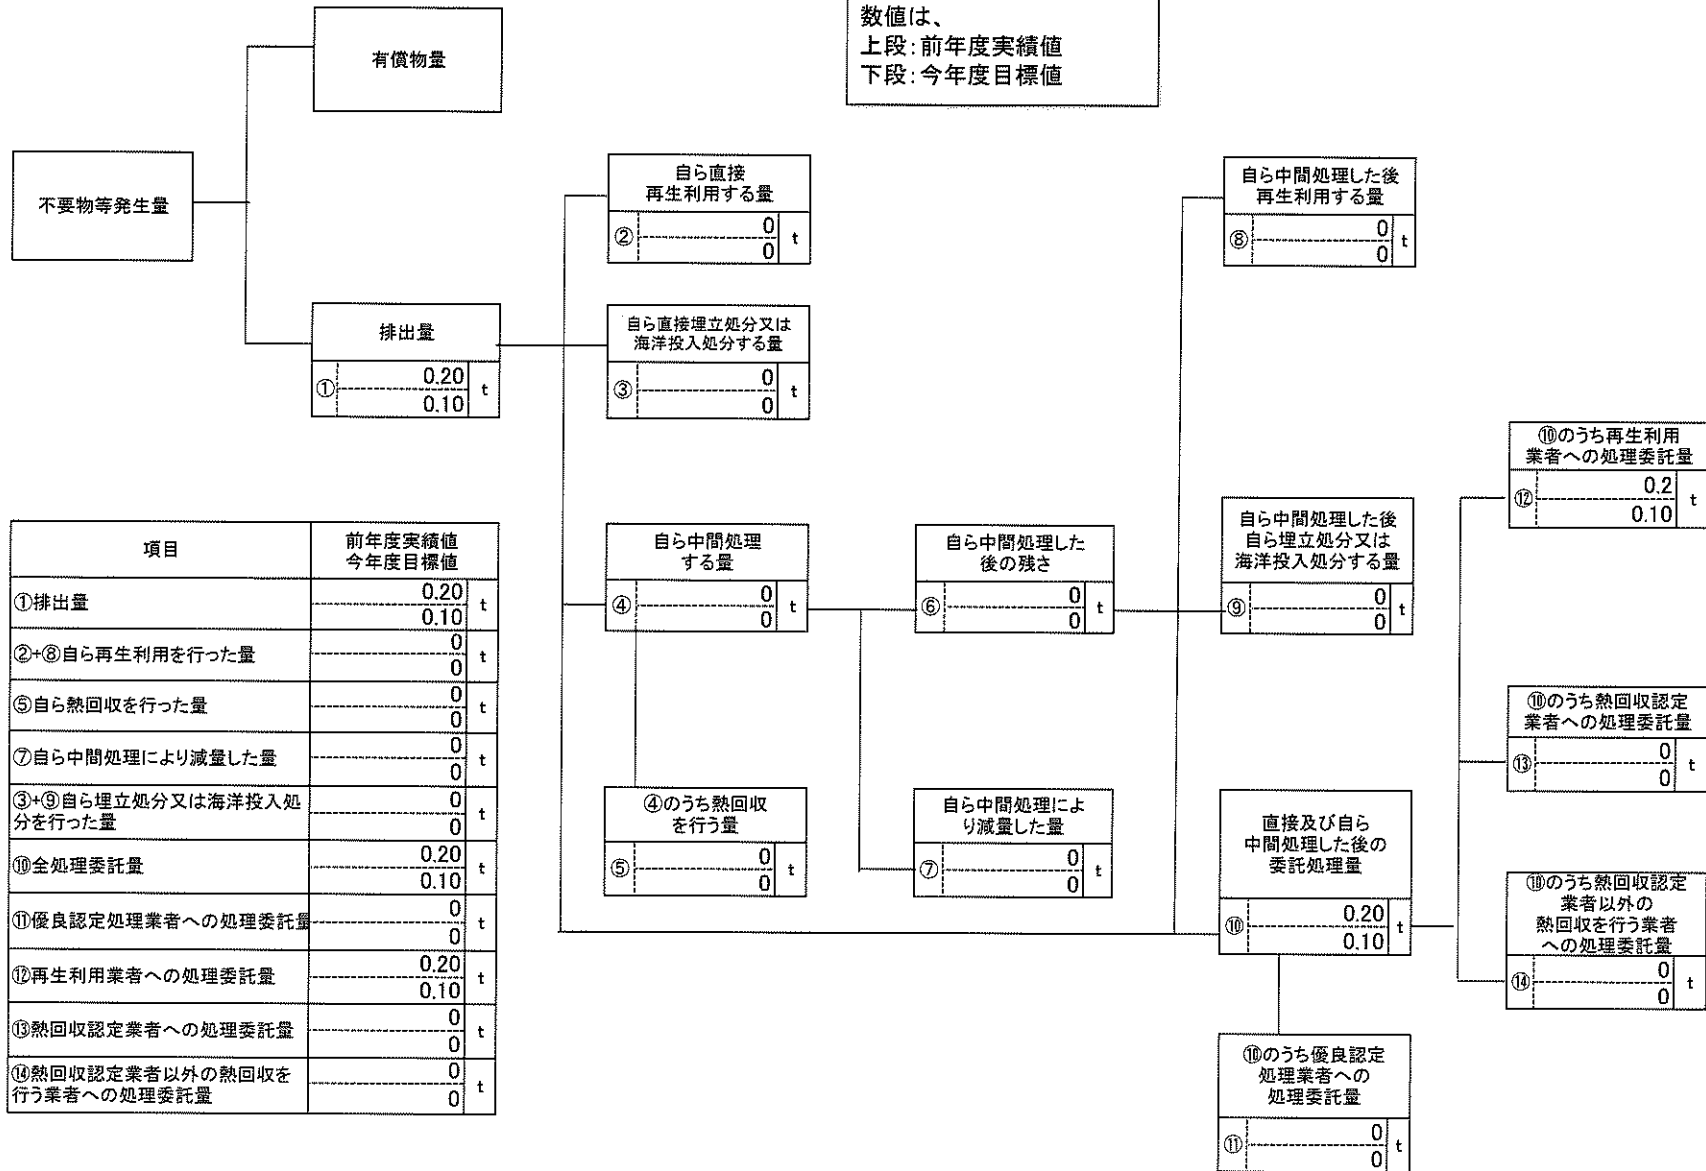 数値は、
上段:前年度実績値
下段:今年度目標値
有償物量
不要物等発生量
排出量
① 0.20 t
0.10
自ら直接
再生利用する量
② 0 t
0
自ら直接埋立処分又は
海洋投入処分する量
③ 0 t
0
自ら中間処理
する量
④ 0 t
0
④のうち熱回収
を行う量
⑤ 0 t
0
自ら中間処理した
後の残さ
⑥ 0 t
0
自ら中間処理によ
り減量した量
⑦ 0 t
0
自ら中間処理した後
再生利用する量
⑧ 0 t
0
自ら中間処理した後
自ら埋立処分又は
海洋投入処分する量
⑨ 0 t
0
直接及び自ら
中間処理した後の
委託処理量
⑩ 0.20 t
0.10
⑩のうち優良認定
処理業者への
処理委託量
⑪ 0 t
0
⑩のうち再生利用
業者への処理委託量
⑫ 0.2 t
0.10
⑩のうち熱回収認定
業者への処理委託量
⑬ 0 t
0
⑩のうち熱回収認定
業者以外の
熱回収を行う業者
への処理委託量
⑭ 0 t
0
項目 前年度実績値
今年度目標値
①排出量 0.20 t
0.10
②+⑧自ら再生利用を行った量 0 t
0
⑤自ら熱回収を行った量 0 t
0
⑦自ら中間処理により減量した量 0 t
0
③+⑨自ら埋立処分又は海洋投入処 0 t
分を行った量 0
⑩全処理委託量 0.20 t
0.10
⑪優良認定処理業者への処理委託量 0 t
0
⑫再生利用業者への処理委託量 0.20 t
0.10
⑬熱回収認定業者への処理委託量 0 t
0
⑭熱回収認定業者以外の熱回収を 0 t
行う業者への処理委託量 0